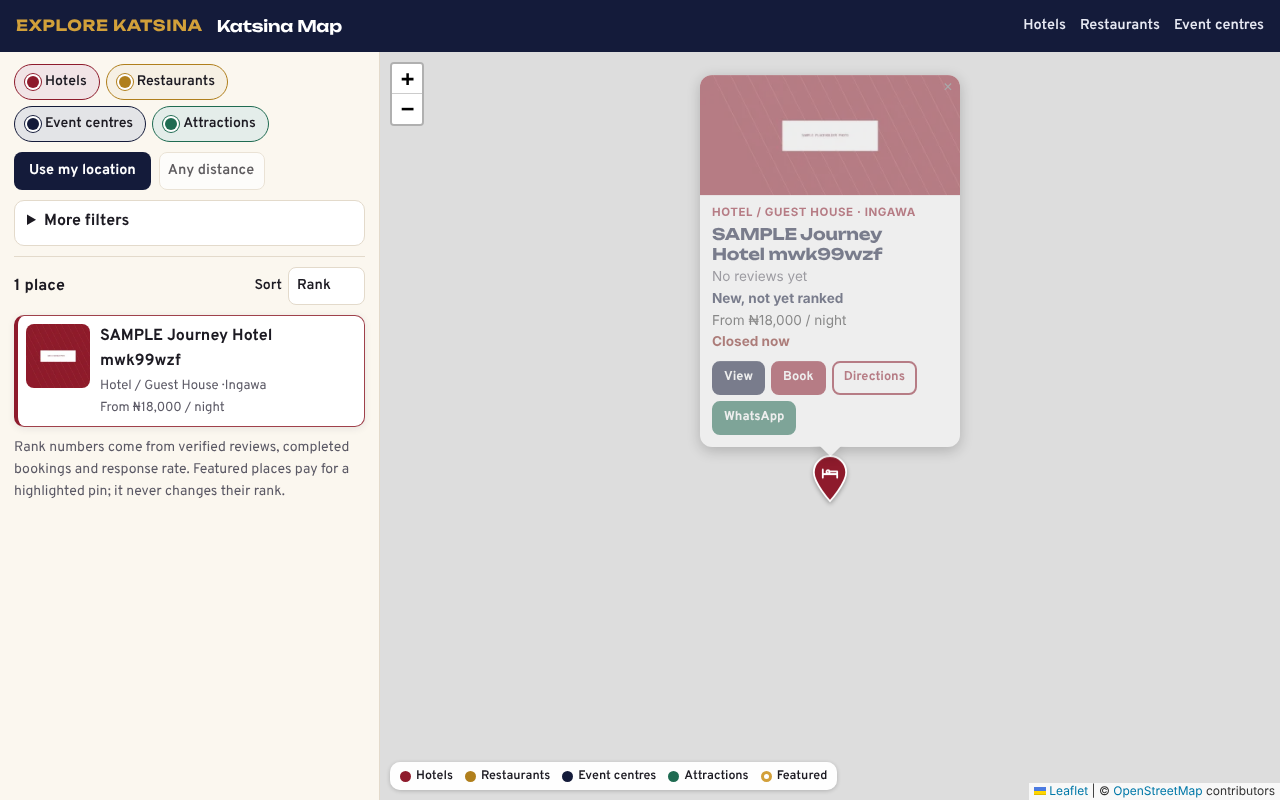 EXPLORE KATSINA Katsina Map
Hotels Restaurants Event centres
Hotels Restaurants
Event centres Attractions
Use my location Any distance
▶ More filters
1 place Sort Rank
SAMPLE Journey Hotel
mwk99wzf
Hotel / Guest House ·Ingawa
From ₦18,000 / night
Rank numbers come from verified reviews, completed
bookings and response rate. Featured places pay for a
highlighted pin; it never changes their rank.
+
−
×
HOTEL / GUEST HOUSE · INGAWA
SAMPLE Journey
Hotel mwk99wzf
No reviews yet
New, not yet ranked
From ₦18,000 / night
Closed now
View Book Directions
WhatsApp
Hotels Restaurants Event centres Attractions Featured
Leaflet | © OpenStreetMap contributors